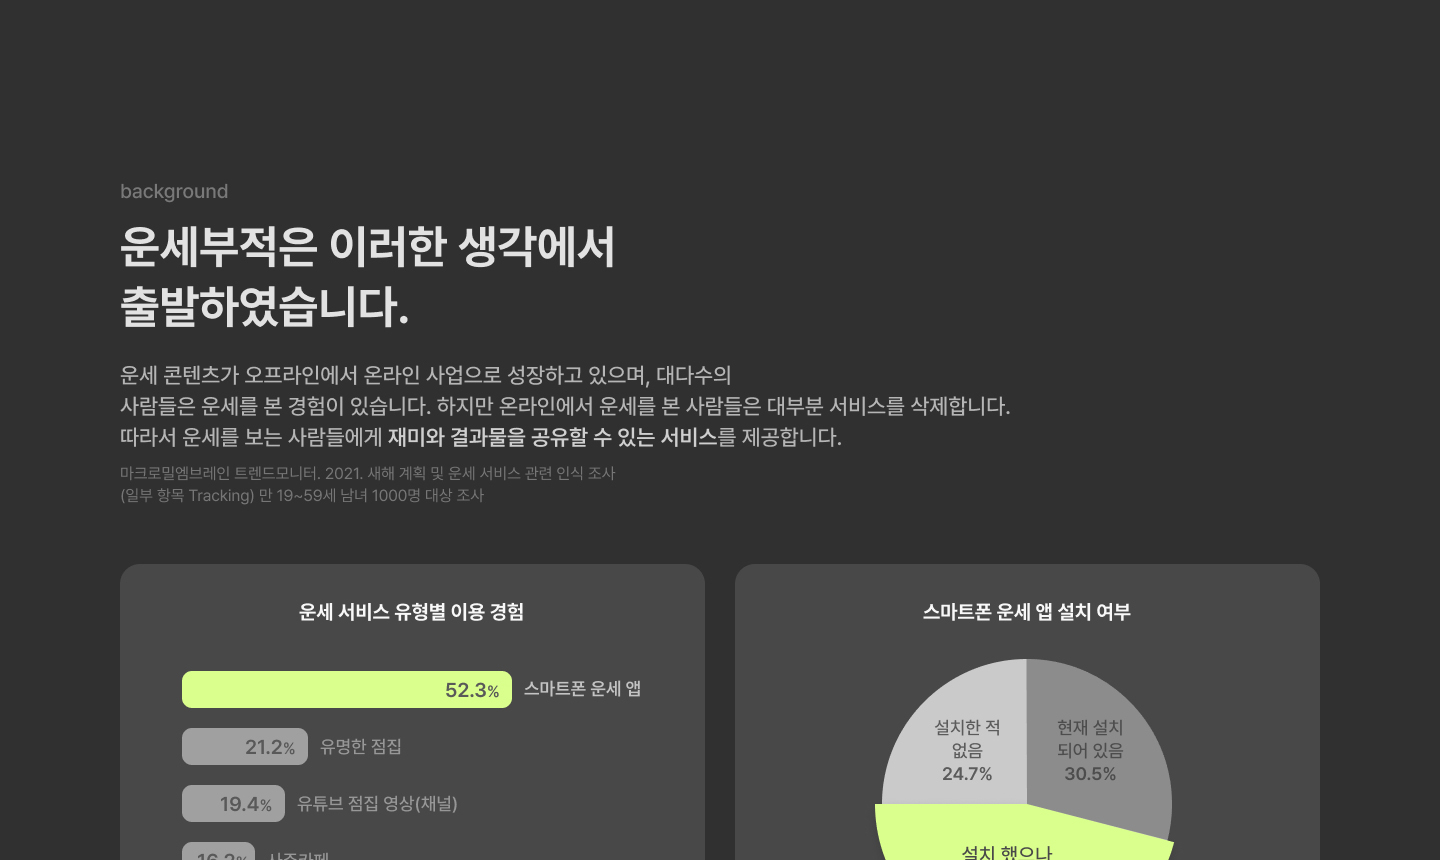 background
운세부적은 이러한 생각에서
출발하였습니다.
운세 콘텐츠가 오프라인에서 온라인 사업으로 성장하고 있으며, 대다수의
사람들은 운세를 본 경험이 있습니다. 하지만 온라인에서 운세를 본 사람들은 대부분 서비스를 삭제합니다.
따라서 운세를 보는 사람들에게 재미와 결과물을 공유할 수 있는 서비스를 제공합니다.
마크로밀엠브레인 트렌드모니터. 2021. 새해 계획 및 운세 서비스 관련 인식 조사
(일부 항목 Tracking) 만 19~59세 남녀 1000명 대상 조사
운세 서비스 유형별 이용 경험
52.3% 스마트폰 운세 앱
21.2% 유명한 점집
19.4% 유튜브 점집 영상(채널)
스마트폰 운세 앱 설치 여부
설치한 적
없음
24.7%
현재 설치
되어 있음
30.5%
설치 했으나